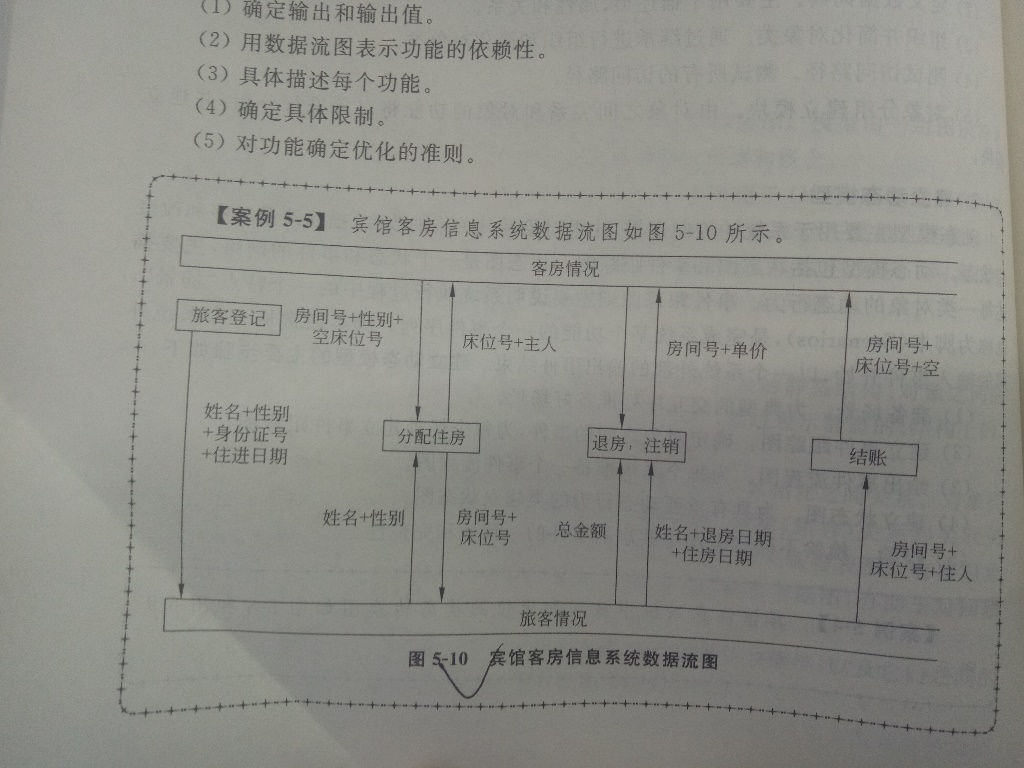 (1) 确定输出和输出值。
(2) 用数据流图表示功能的依赖性。
(3) 具体描述每个功能。
(4) 确定具体限制。
(5) 对功能确定优化的准则。
【案例 5-5】 宾馆客房信息系统数据流图如图 5-10 所示。
客房情况
旅客登记
房间号+性别+
空床位号
床位号+主人
房间号+单价
房间号+
床位号+空
姓名+性别
+身份证号
+住进日期
分配住房
退房，注销
结账
姓名+性别
房间号+
床位号
总金额
姓名+退房日期
+住房日期
房间号+
床位号+住人
旅客情况
图 5-10 宾馆客房信息系统数据流图